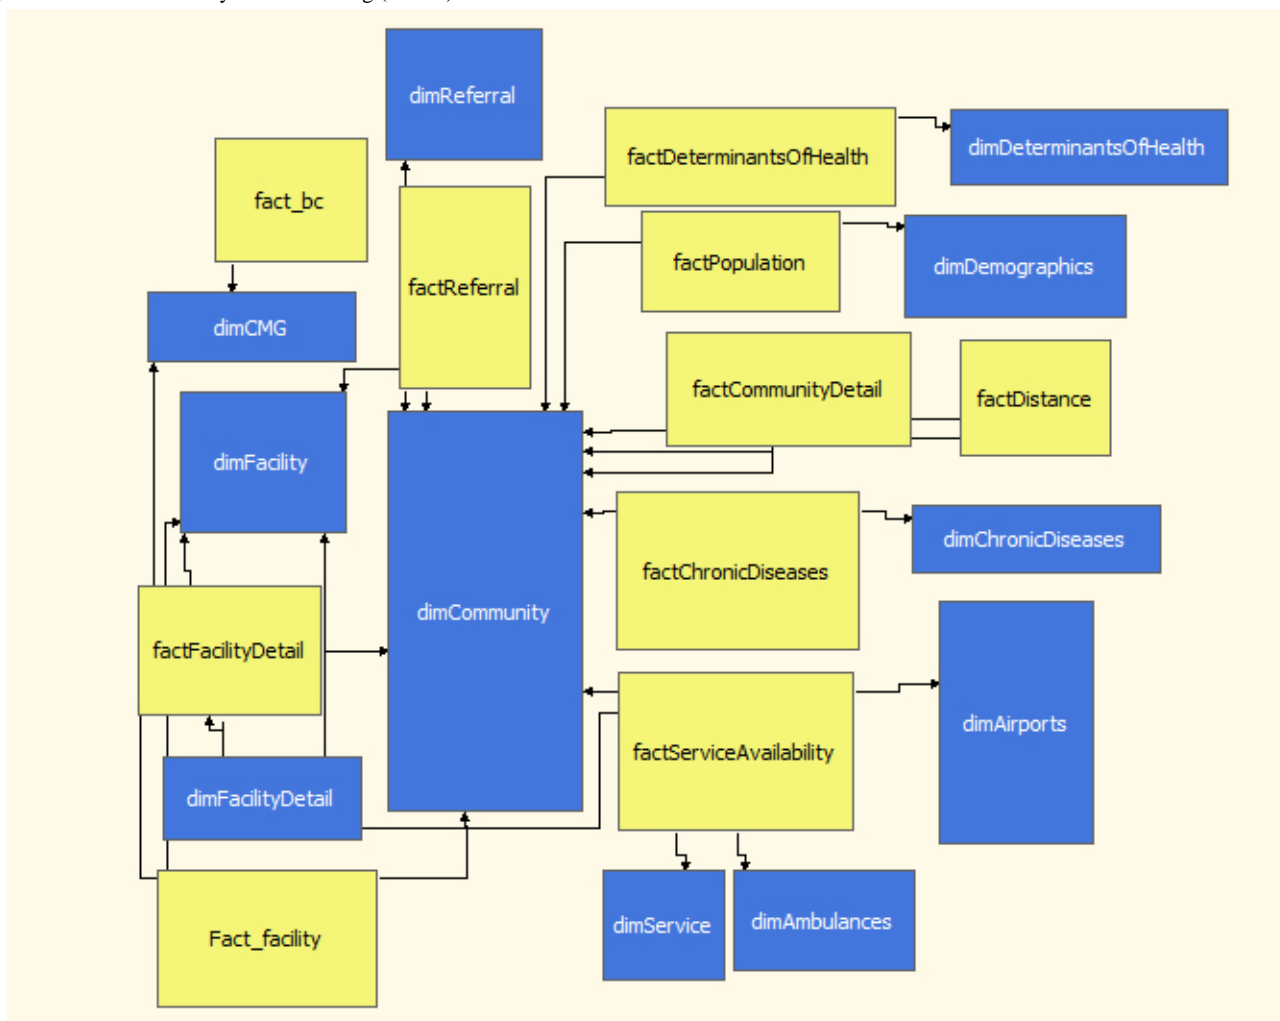 dimReferral
factDeterminantsOfHealth
dimDeterminantsOfHealth
fact_bc
factPopulation
dimDemographics
factReferral
dimCMG
factCommunityDetail
factDistance
dimFacility
dimChronicDiseases
factChronicDiseases
dimCommunity
factFacilityDetail
dimAirports
factServiceAvailability
dimFacilityDetail
dimService
dimAmbulances
Fact_facility